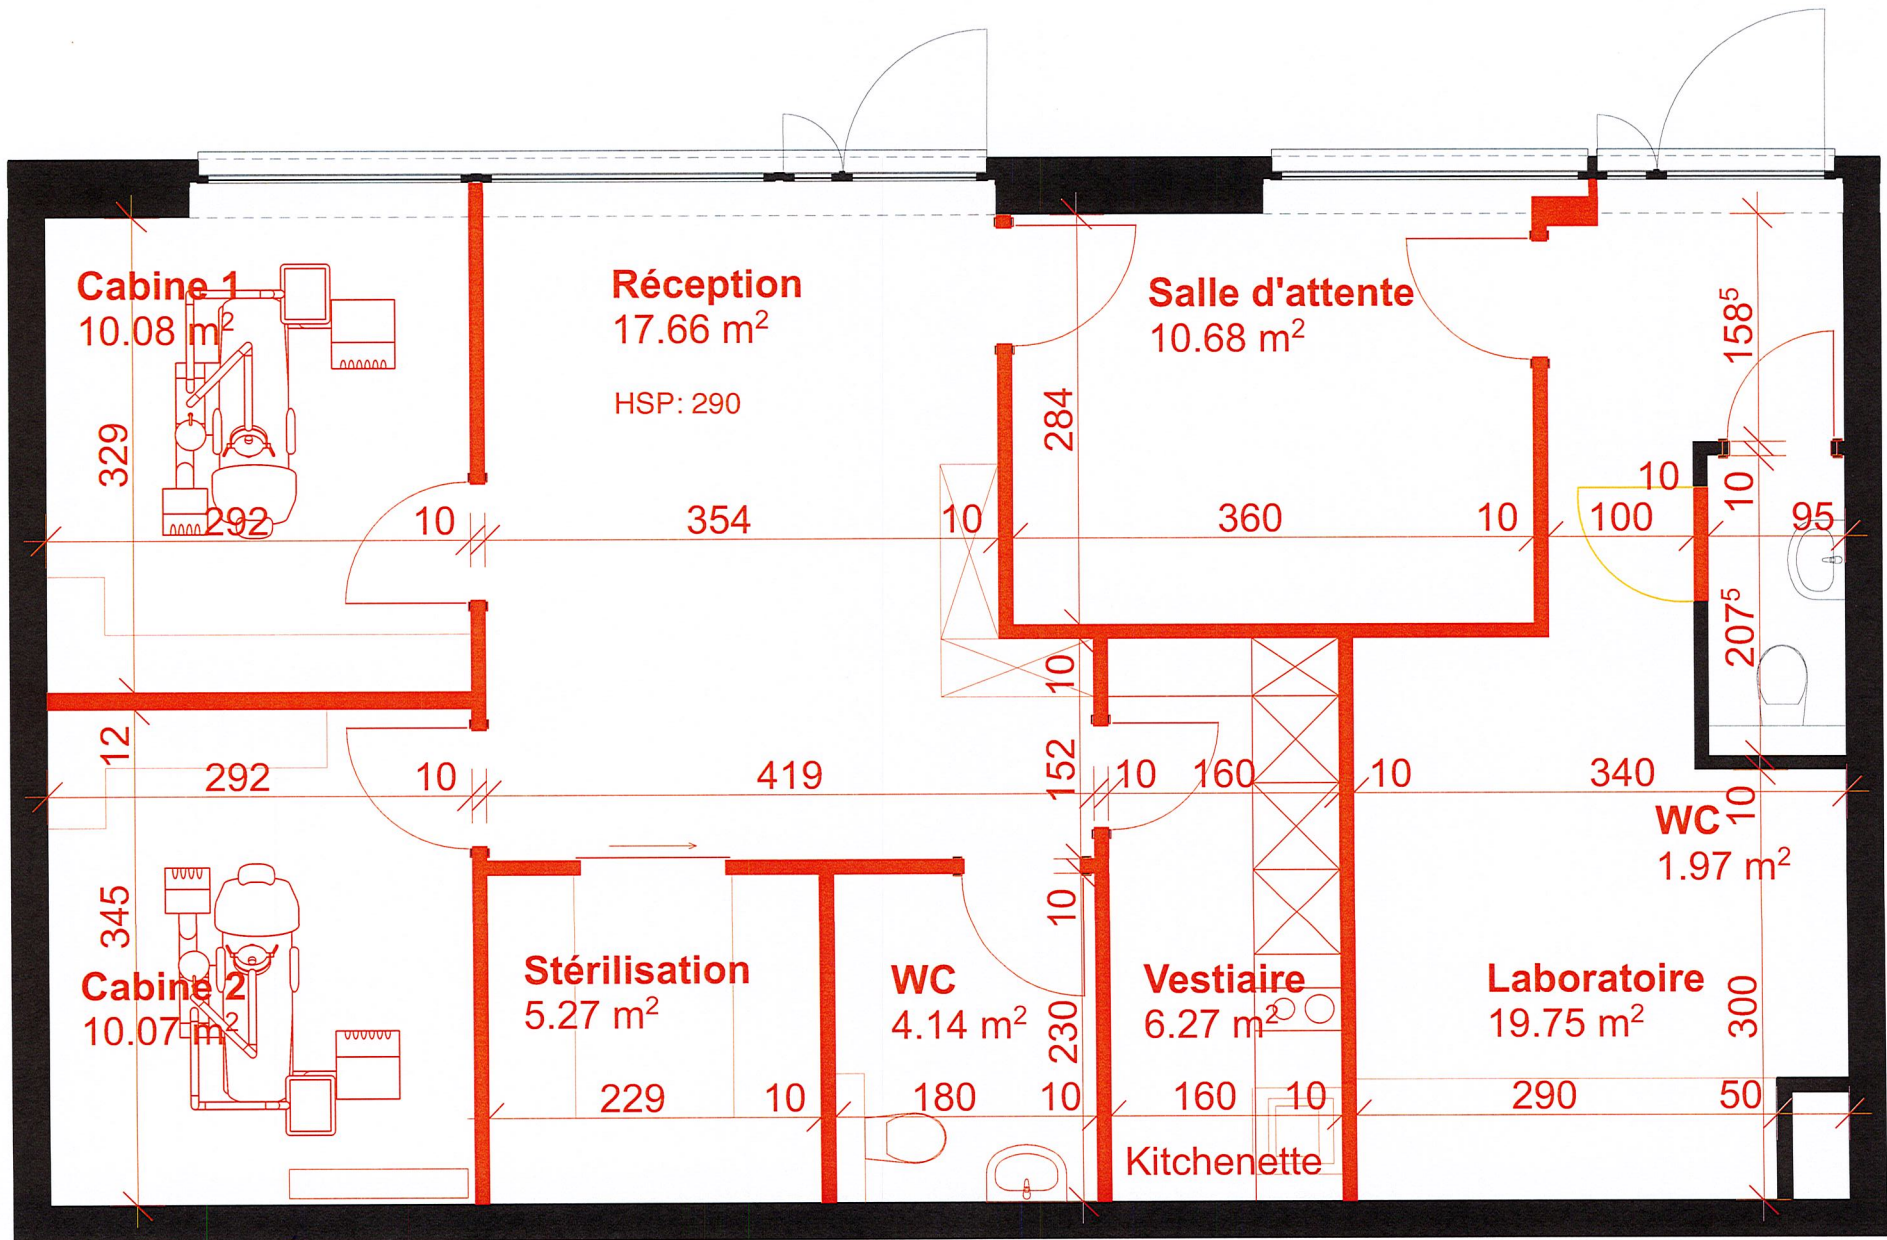 Cabine 1
10.08 m²
Réception
17.66 m²
HSP: 290
Salle d'attente
10.68 m²
158⁵
329
284
292
10
354
10
360
10
100
10
10
95
207⁵
10
12
292
10
419
152
10
160
10
340
10
WC
1.97 m²
345
10
Cabine 2
10.07 m²
Stérilisation
5.27 m²
WC
4.14 m²
230
Vestiaire
6.27 m²
Laboratoire
19.75 m²
300
229
10
180
10
160
10
290
50
Kitchenette